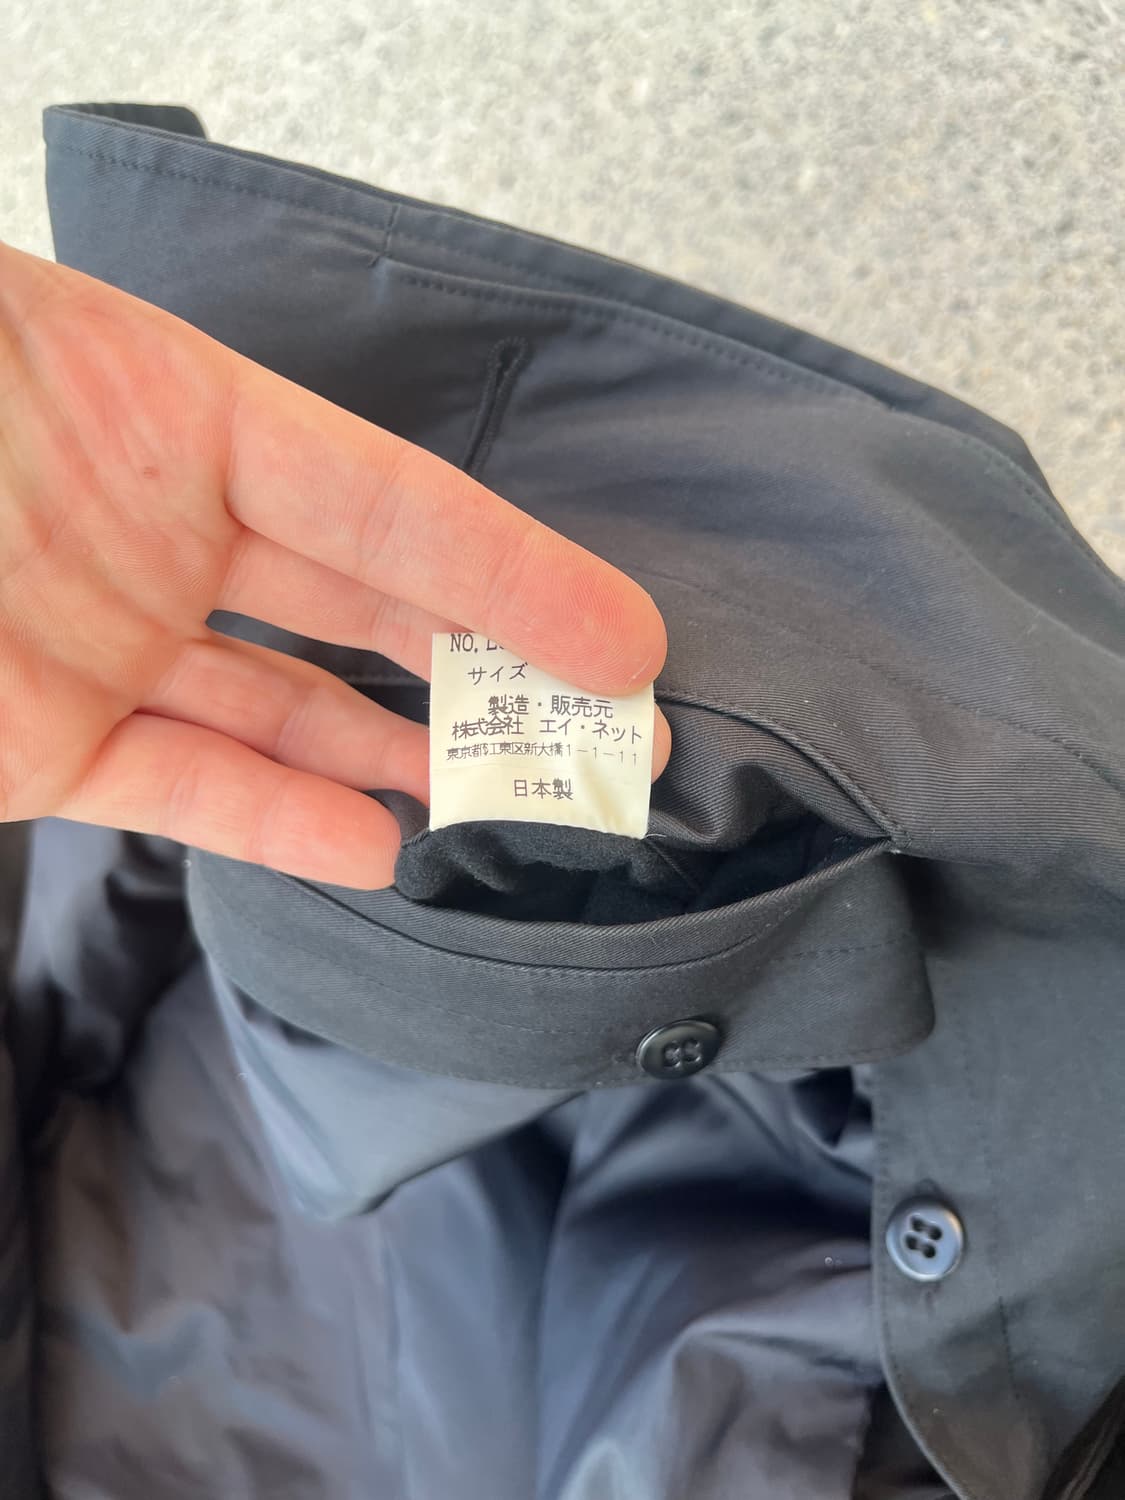 NO.
サイズ
製造・販売元
株式会社 エイ・ネット
東京都江東区新大橋1－1－11
日本製